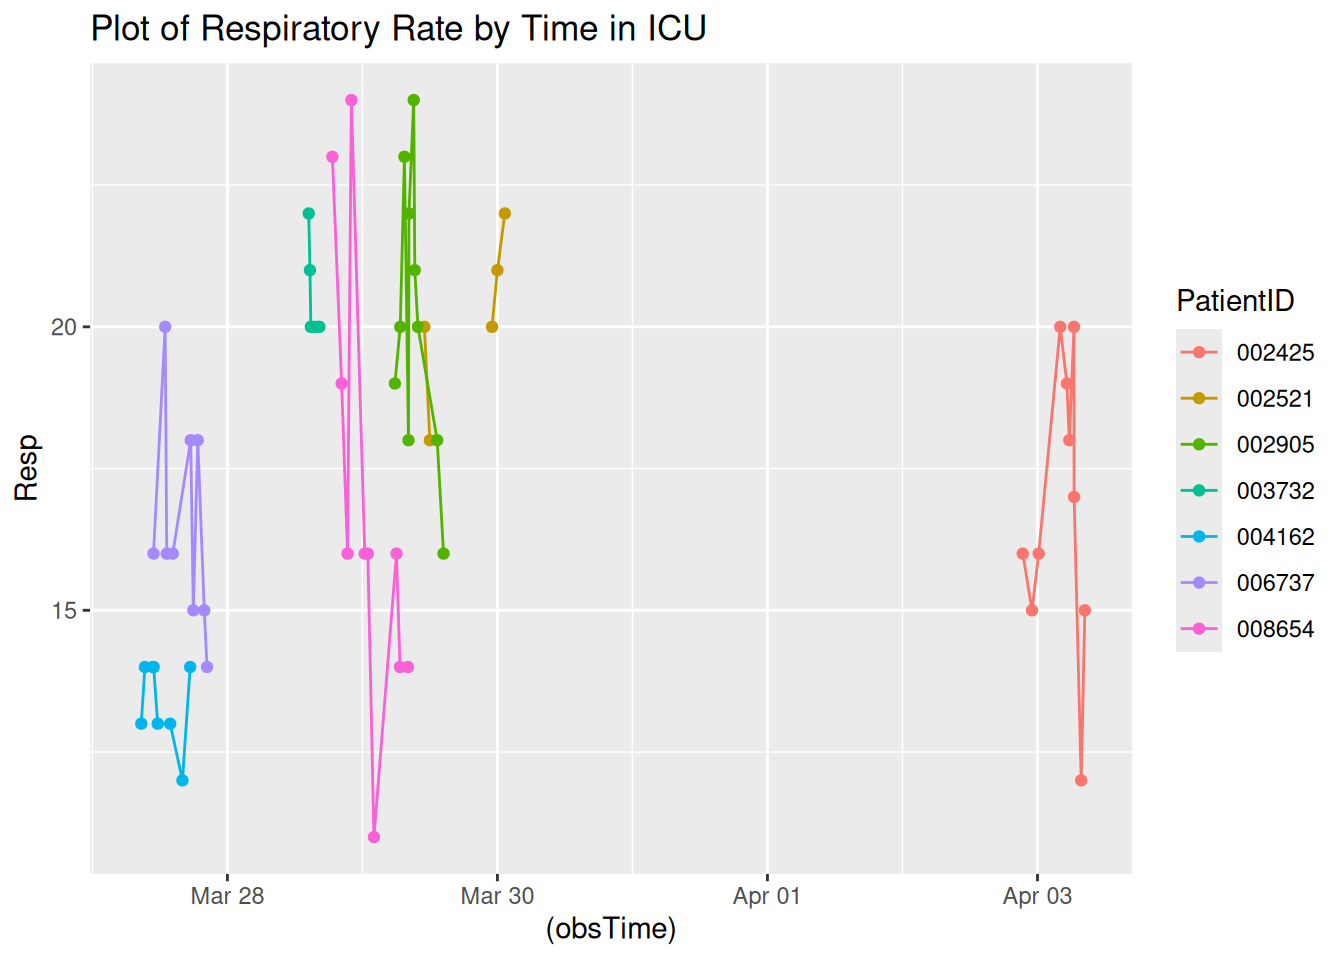 Plot of Respiratory Rate by Time in ICU
Resp
20
15
Mar 28 Mar 30 Apr 01 Apr 03
(obsTime)
PatientID
002425
002521
002905
003732
004162
006737
008654